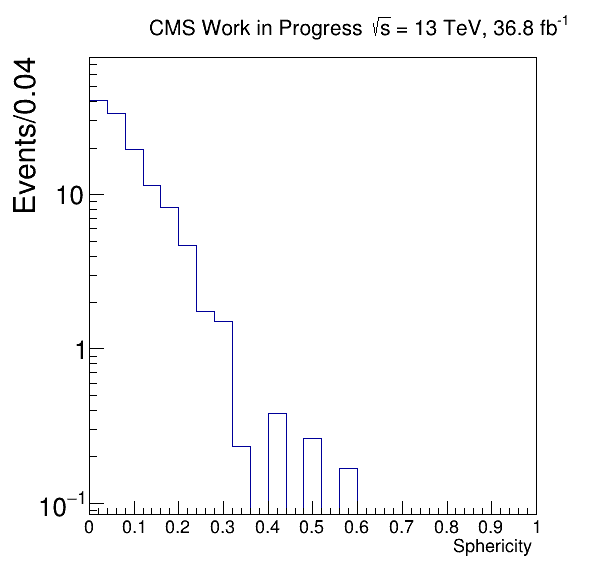 CMS Work in Progress √s = 13 TeV, 36.8 fb⁻¹
Events/0.04
10
1
10⁻¹
0 0.1 0.2 0.3 0.4 0.5 0.6 0.7 0.8 0.9 1
Sphericity